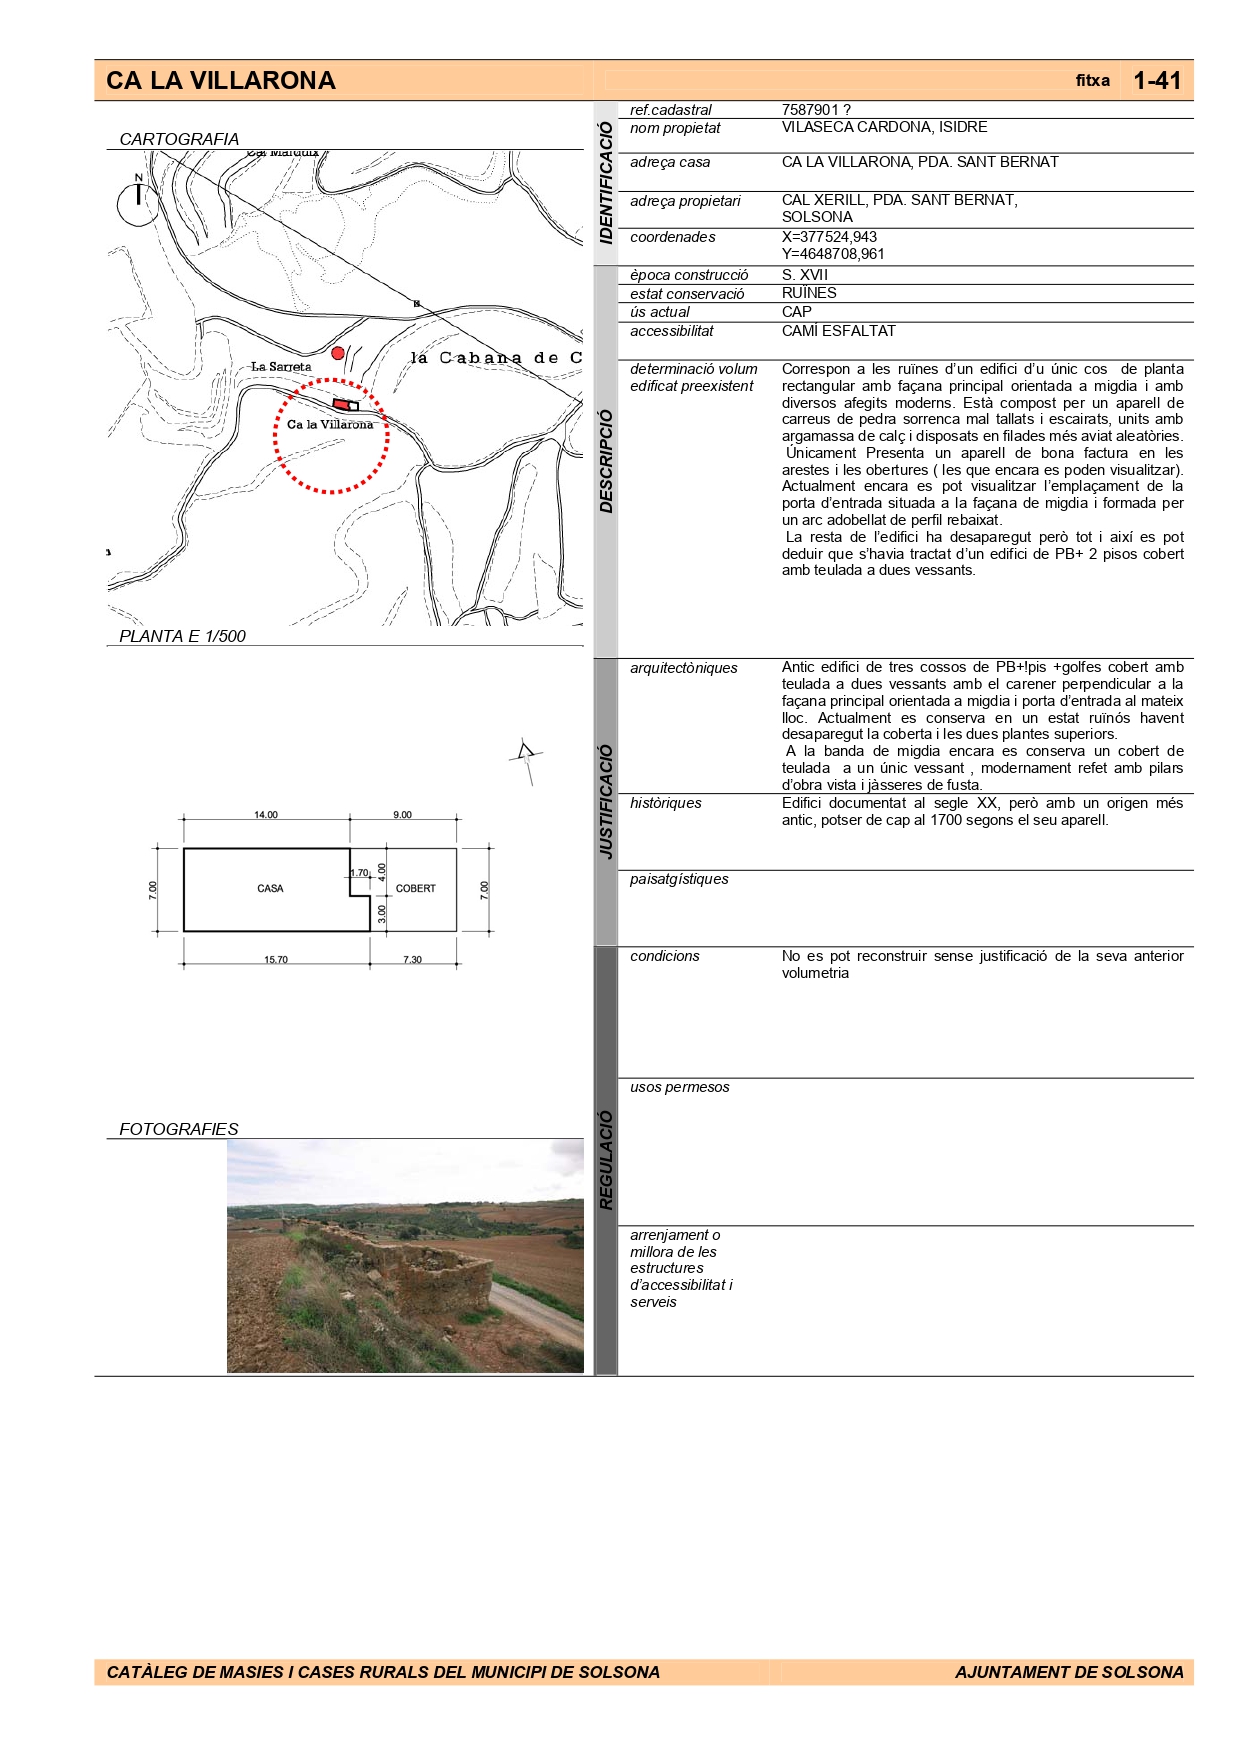 CA LA VILLARONA
fitxa 1-41
CARTOGRAFIA
N
La Sarreta
la Cabana de C
Ca la Villarona
PLANTA E 1/500
14.00
9.00
7.00
1.70
4.00
CASA
COBERT
3.00
7.00
15.70
7.30
FOTOGRAFIES
IDENTIFICACIÓ
ref.cadastral 7587901 ?
nom propietat VILASECA CARDONA, ISIDRE
adreça casa CA LA VILLARONA, PDA. SANT BERNAT
adreça propietari CAL XERILL, PDA. SANT BERNAT,
SOLSONA
coordenades X=377524,943
Y=4648708,961
DESCRIPCIÓ
època construcció S. XVII
estat conservació RUÏNES
ús actual CAP
accessibilitat CAMÍ ESFALTAT
determinació volum
edificat preexistent
Correspon a les ruïnes d'un edifici d'u únic cos de planta
rectangular amb façana principal orientada a migdia i amb
diversos afegits moderns. Està compost per un aparell de
carreus de pedra sorrenca mal tallats i escairats, units amb
argamassa de calç i disposats en filades més aviat aleatòries.
Únicament Presenta un aparell de bona factura en les
arestes i les obertures ( les que encara es poden visualitzar).
Actualment encara es pot visualitzar l'emplaçament de la
porta d'entrada situada a la façana de migdia i formada per
un arc adobellat de perfil rebaixat.
La resta de l'edifici ha desaparegut però tot i així es pot
deduir que s'havia tractat d'un edifici de PB+ 2 pisos cobert
amb teulada a dues vessants.
JUSTIFICACIÓ
arquitectòniques
Antic edifici de tres cossos de PB+!pis +golfes cobert amb
teulada a dues vessants amb el carener perpendicular a la
façana principal orientada a migdia i porta d'entrada al mateix
lloc. Actualment es conserva en un estat ruïnós havent
desaparegut la coberta i les dues plantes superiors.
A la banda de migdia encara es conserva un cobert de
teulada a un únic vessant , modernament refet amb pilars
d'obra vista i jàsseres de fusta.
històriques
Edifici documentat al segle XX, però amb un origen més
antic, potser de cap al 1700 segons el seu aparell.
paisatgístiques
REGULACIÓ
condicions
No es pot reconstruir sense justificació de la seva anterior
volumetria
usos permesos
arrenjament o
millora de les
estructures
d'accessibilitat i
serveis
CATÀLEG DE MASIES I CASES RURALS DEL MUNICIPI DE SOLSONA
AJUNTAMENT DE SOLSONA